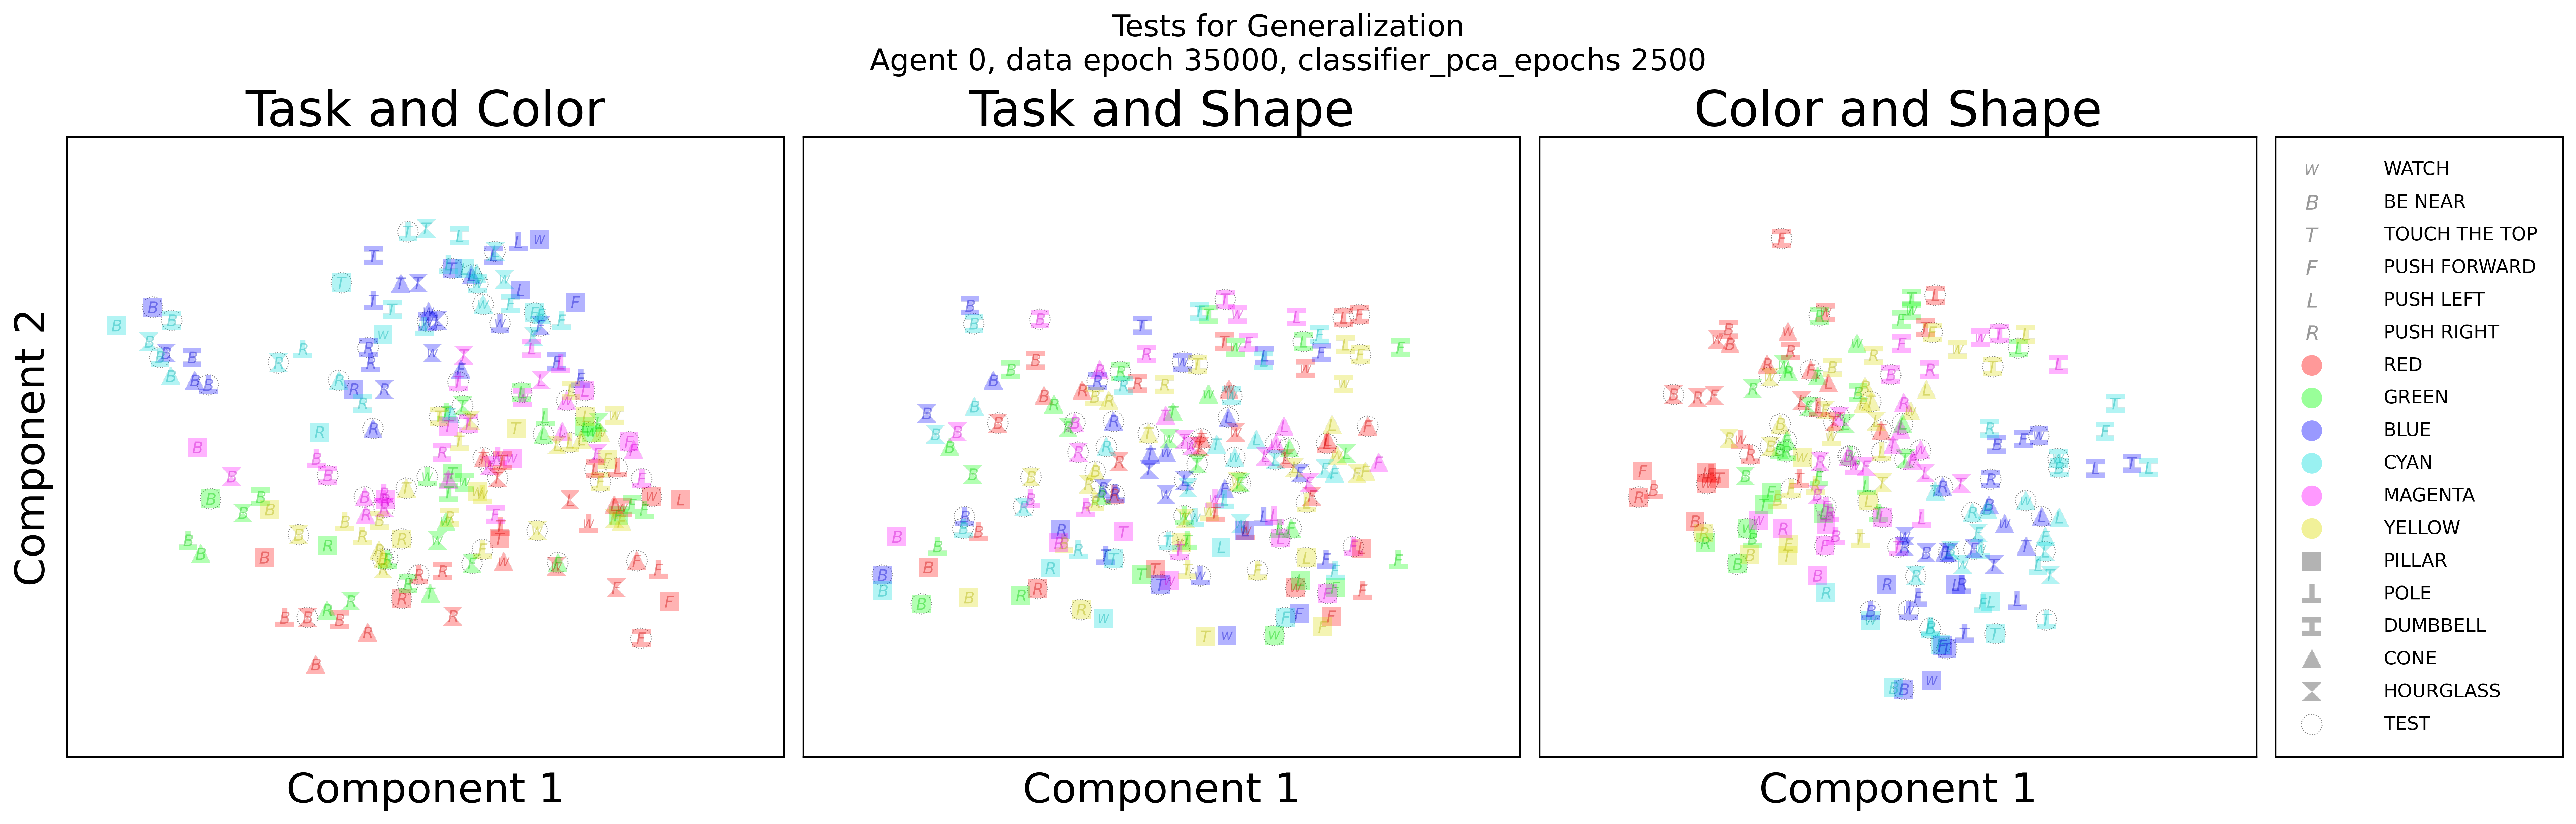 Tests for Generalization
Agent 0, data epoch 35000, classifier_pca_epochs 2500
Task and Color
Task and Shape
Color and Shape
Component 2
Component 1
Component 1
Component 1
W WATCH
B BE NEAR
T TOUCH THE TOP
F PUSH FORWARD
L PUSH LEFT
R PUSH RIGHT
RED
GREEN
BLUE
CYAN
MAGENTA
YELLOW
PILLAR
POLE
DUMBBELL
CONE
HOURGLASS
TEST